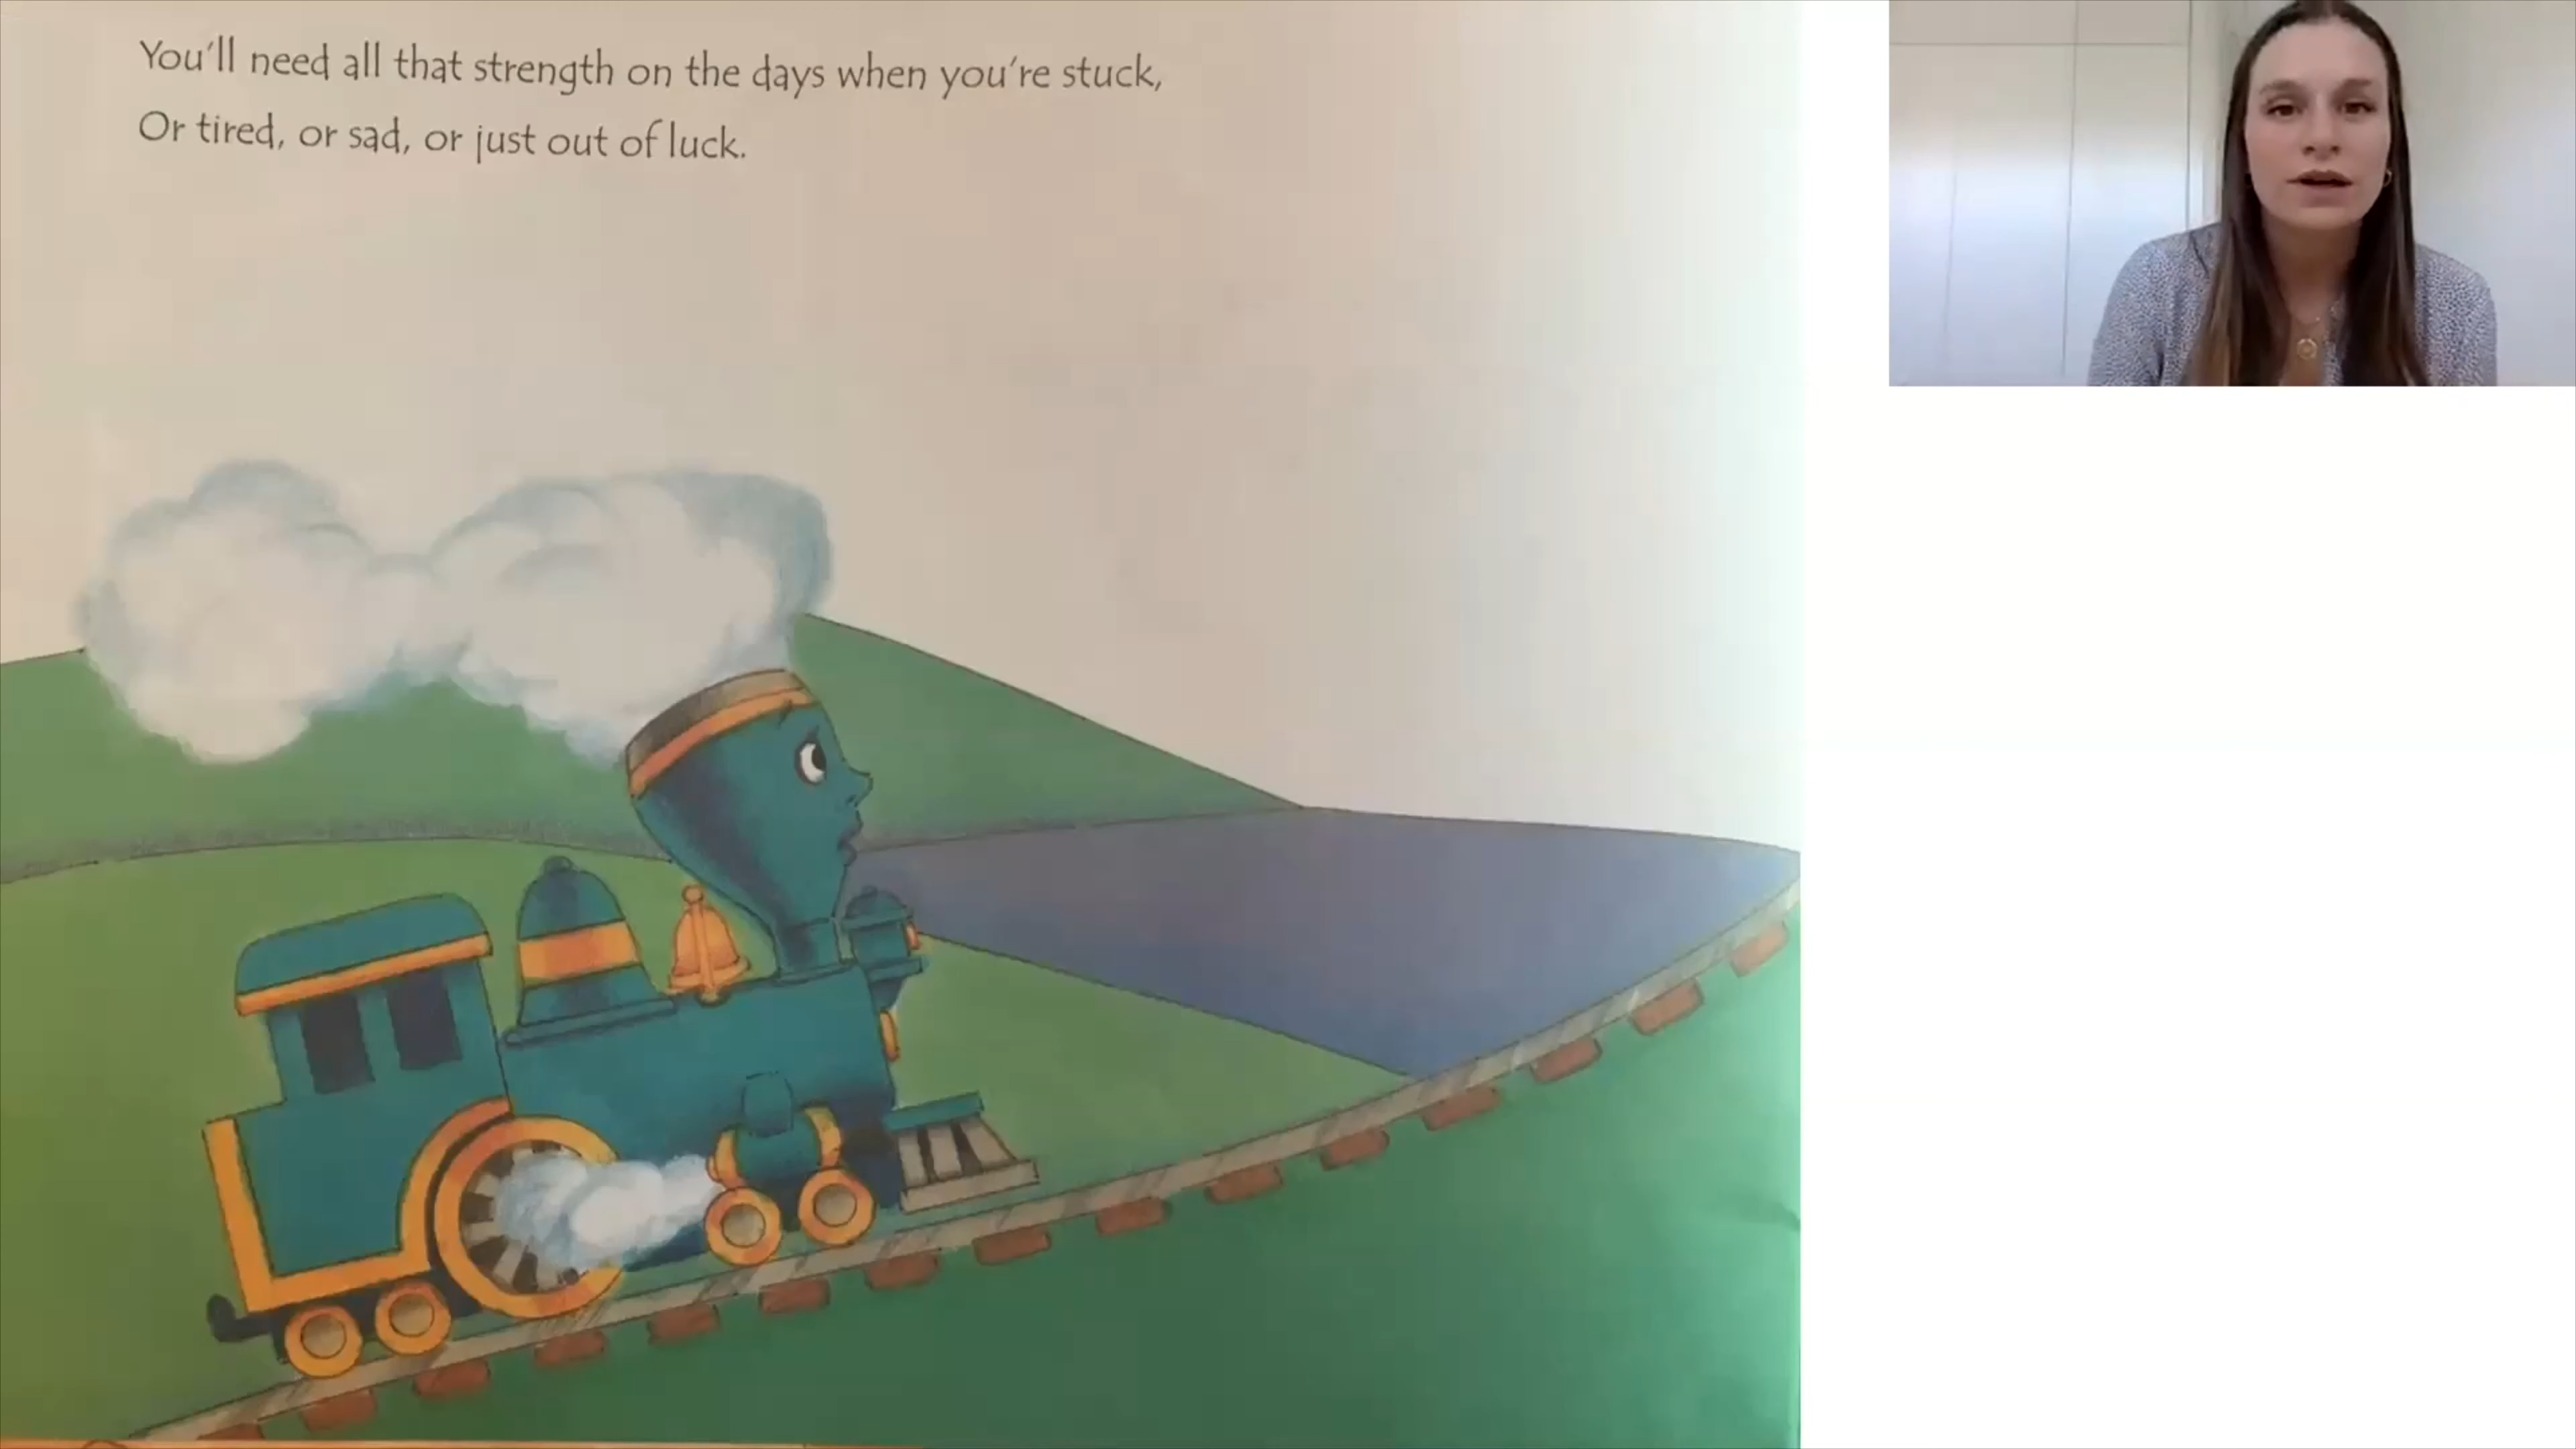 You'll need all that strength on the days when you're stuck,
Or tired, or sad, or just out of luck.